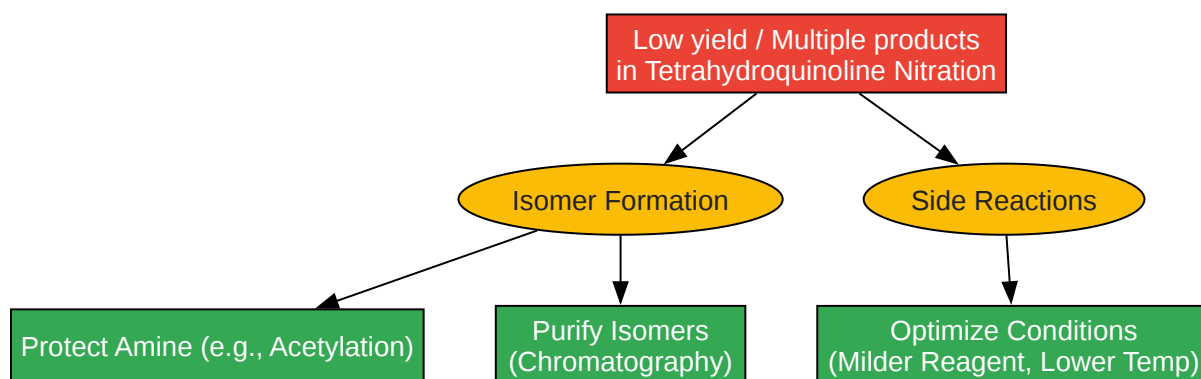 Low yield / Multiple products
in Tetrahydroquinoline Nitration
Isomer Formation
Side Reactions
Protect Amine (e.g., Acetylation)
Purify Isomers
(Chromatography)
Optimize Conditions
(Milder Reagent, Lower Temp)